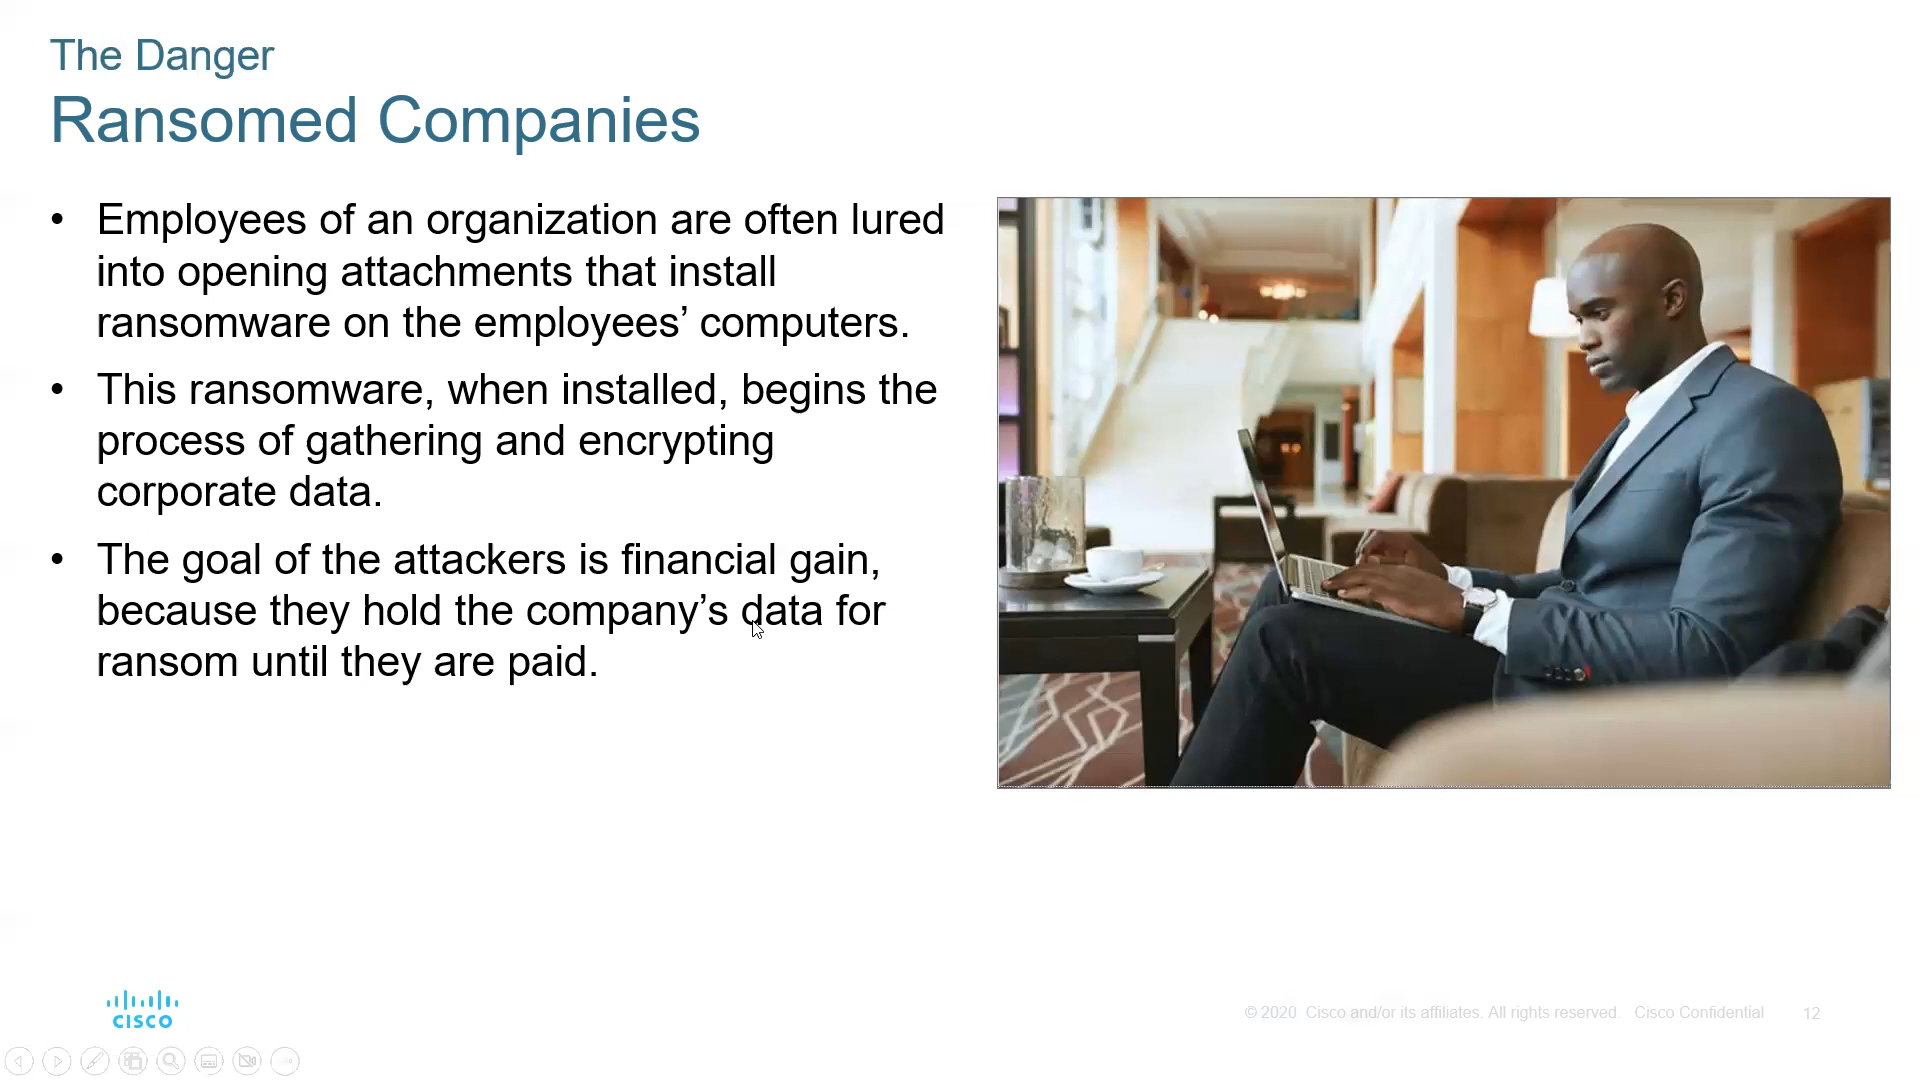 The Danger
Ransomed Companies
• Employees of an organization are often lured
into opening attachments that install
ransomware on the employees’ computers.
• This ransomware, when installed, begins the
process of gathering and encrypting
corporate data.
• The goal of the attackers is financial gain,
because they hold the company’s data for
ransom until they are paid.
CISCO
© 2020 Cisco and/or its affiliates. All rights reserved. Cisco Confidential 12